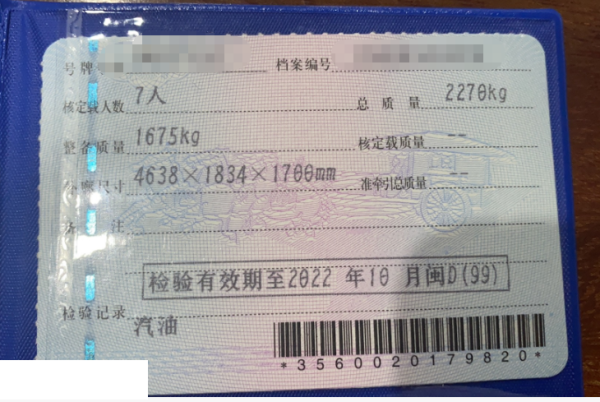 号牌号码 档案编号
核定载人数 7人 总质量 2270kg
整备质量 1675kg 核定载质量 --
外廓尺寸 4638×1834×1700mm 准牵引总质量 --
备注
检验有效期至2022 年10 月闽D(99)
检验记录
汽油
*3560020179820*